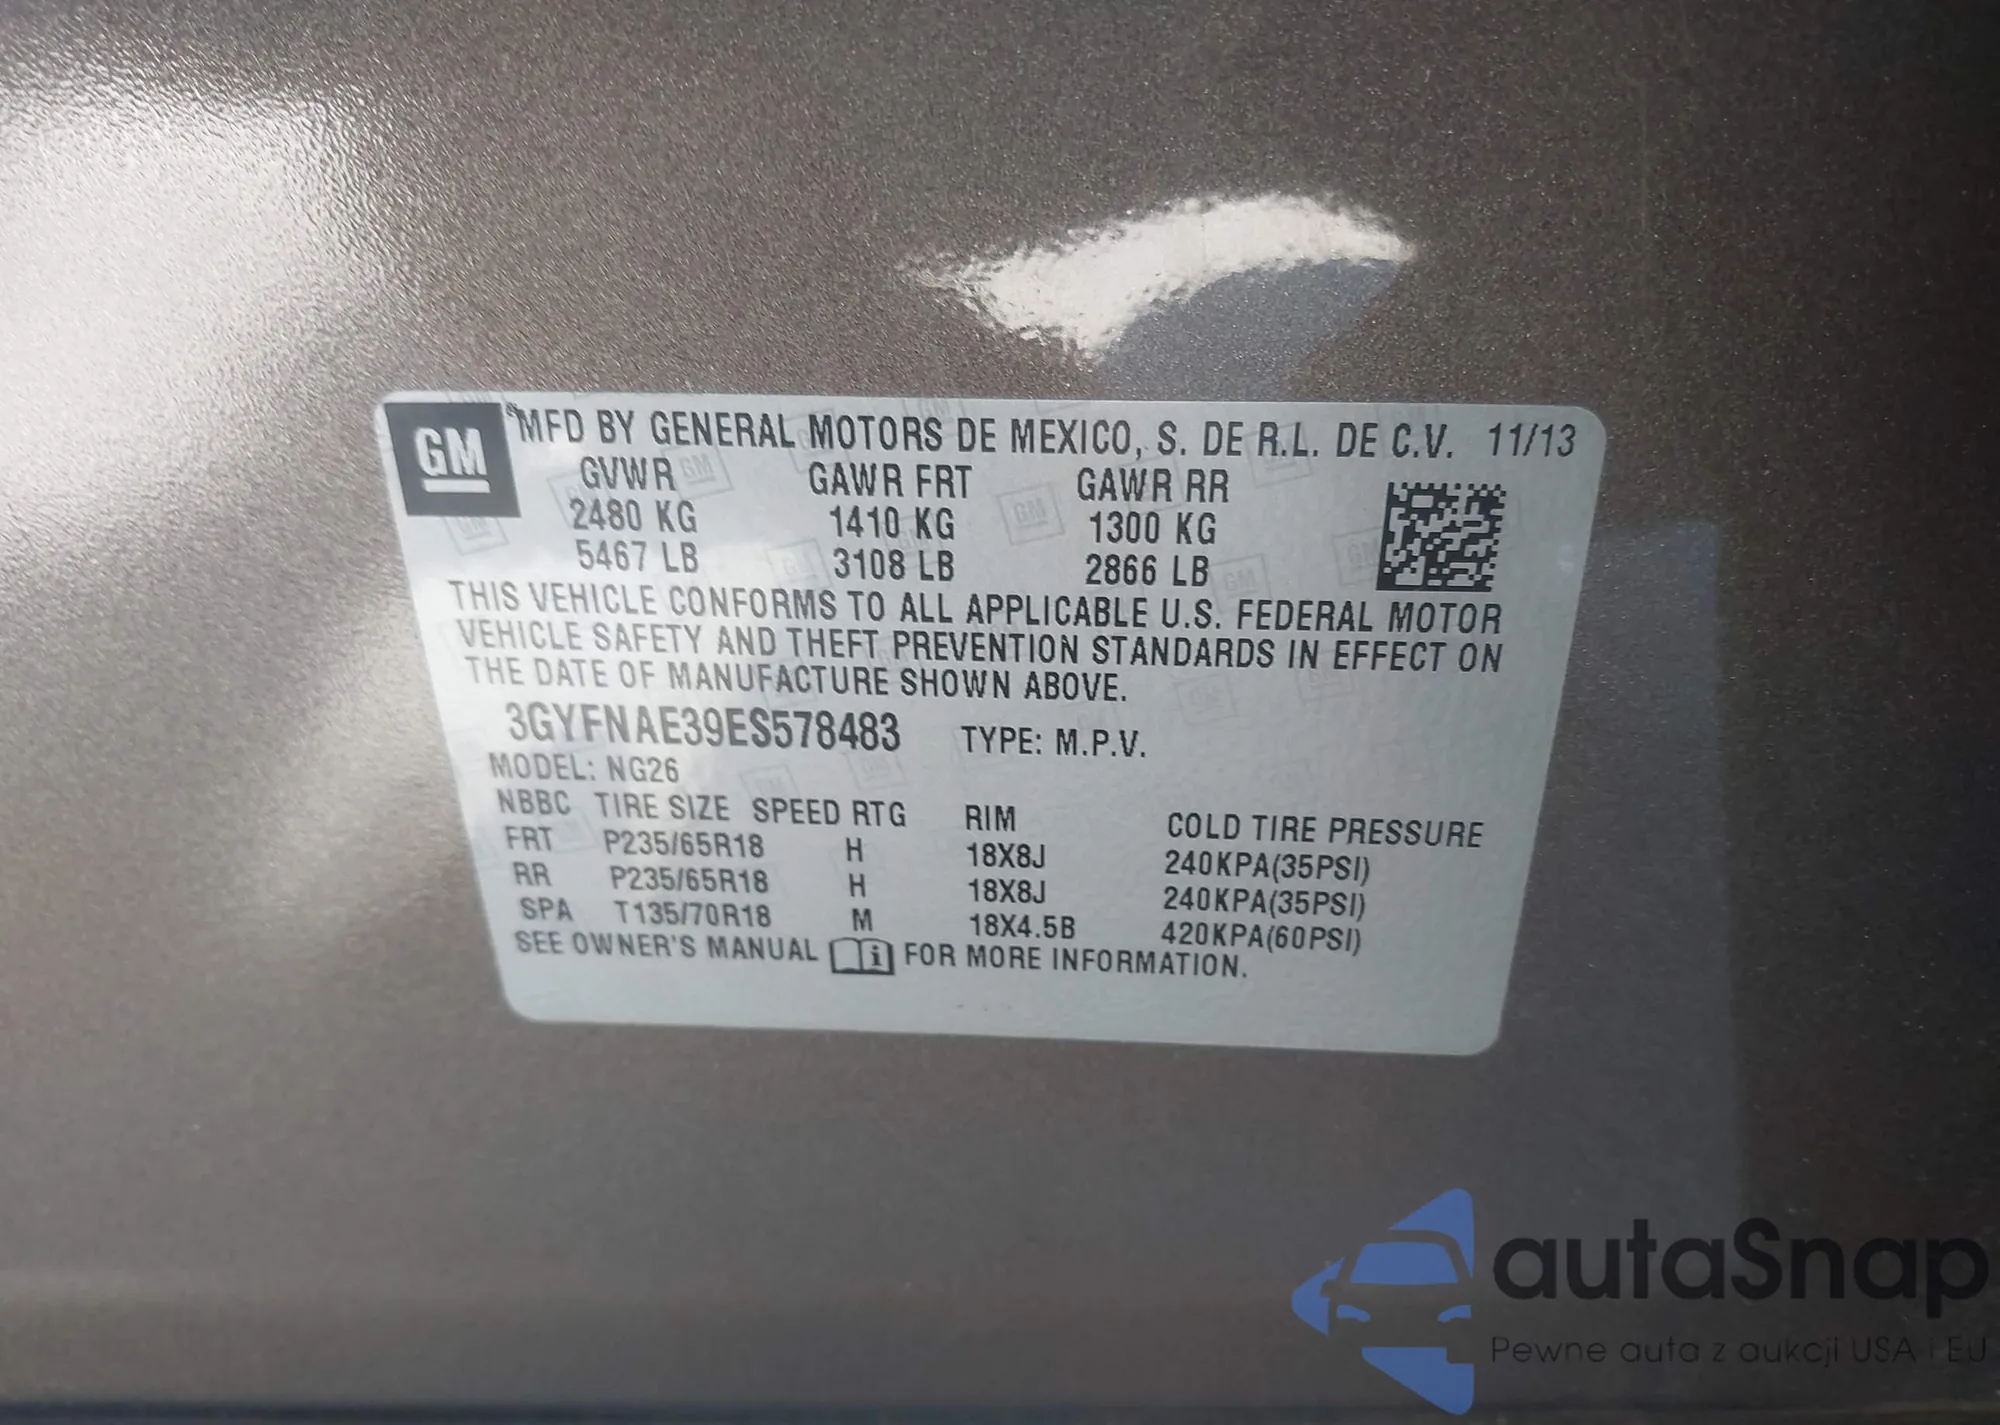 GM
MFD BY GENERAL MOTORS DE MEXICO, S. DE R.L. DE C.V. 11/13
GVWR GAWR FRT GAWR RR
2480 KG 1410 KG 1300 KG
5467 LB 3108 LB 2866 LB
THIS VEHICLE CONFORMS TO ALL APPLICABLE U.S. FEDERAL MOTOR
VEHICLE SAFETY AND THEFT PREVENTION STANDARDS IN EFFECT ON
THE DATE OF MANUFACTURE SHOWN ABOVE.
3GYFNAE39ES578483 TYPE: M.P.V.
MODEL: NG26
NBBC TIRE SIZE SPEED RTG RIM COLD TIRE PRESSURE
FRT P235/65R18 H 18X8J 240KPA(35PSI)
RR P235/65R18 H 18X8J 240KPA(35PSI)
SPA T135/70R18 M 18X4.5B 420KPA(60PSI)
SEE OWNER'S MANUAL i FOR MORE INFORMATION.
autaSnap
Pewne auta z aukcji USA i EU